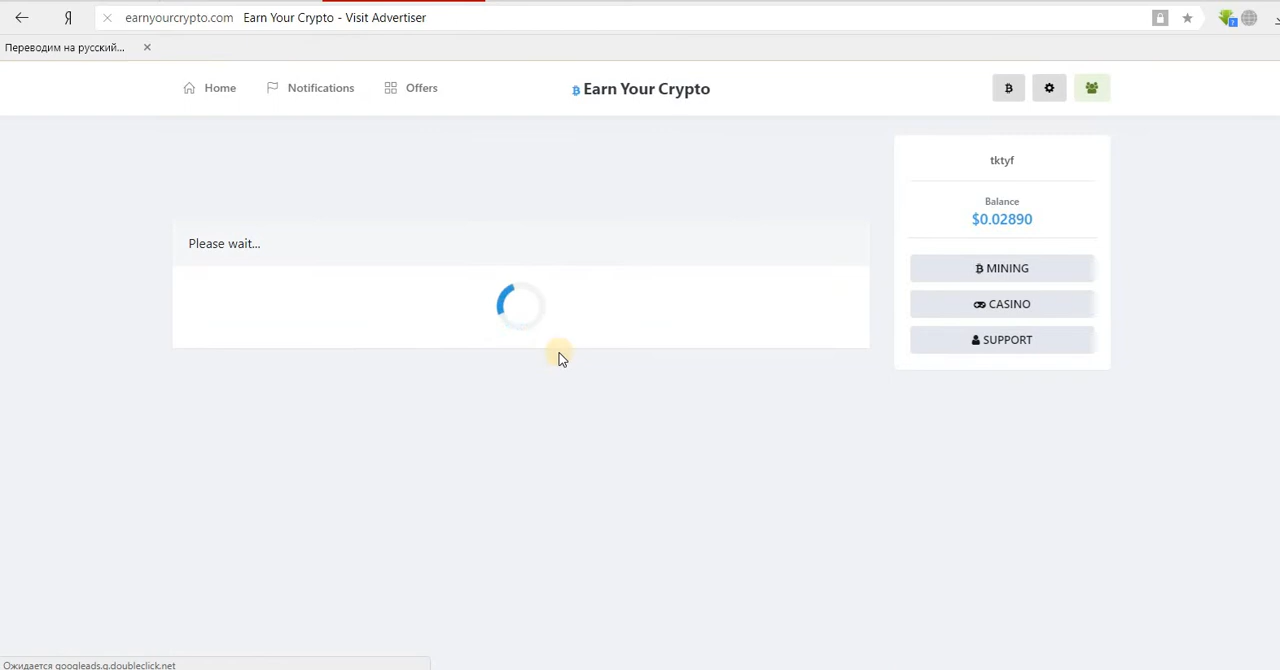 Я earnyourcrypto.com Earn Your Crypto - Visit Advertiser
Переводим на русский...
Home Notifications Offers Earn Your Crypto
tktyf
Balance
$0.02890
Please wait...
MINING
CASINO
SUPPORT
Ожидается googleads.g.doubleclick.net